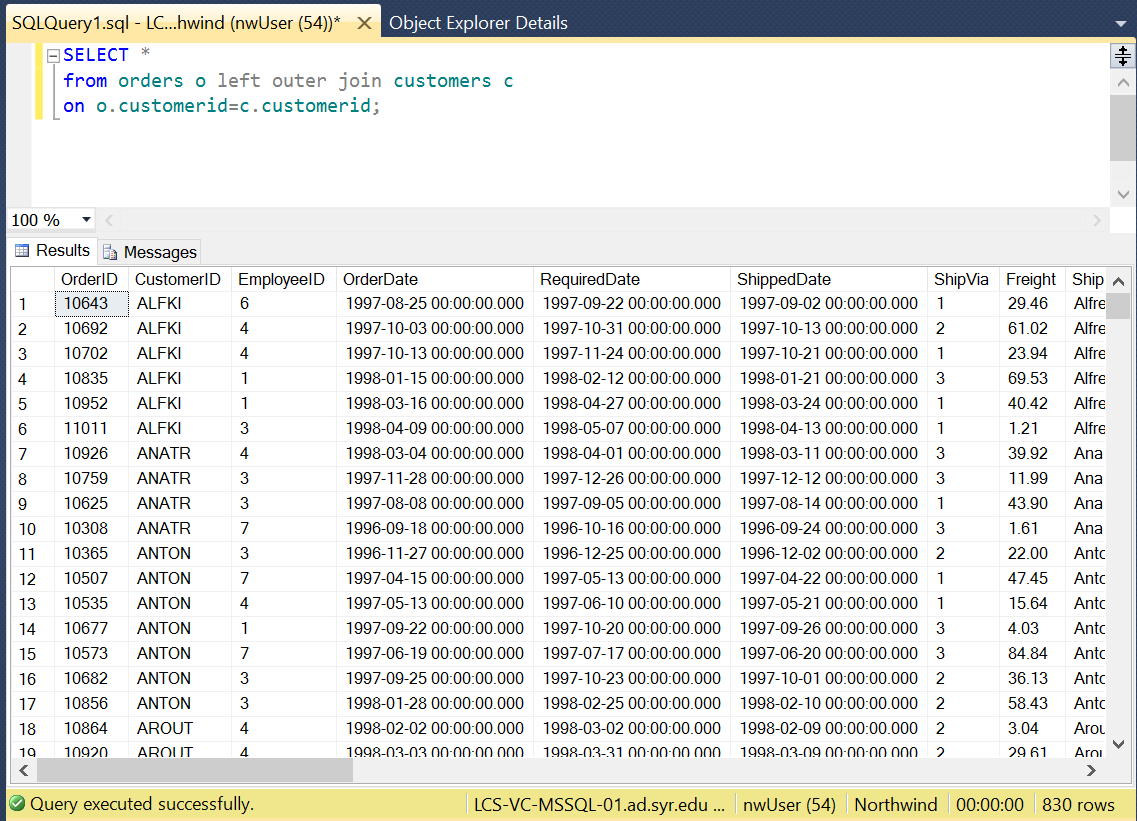 SQLQuery1.sql - LC...hwind (nwUser (54))* Object Explorer Details
SELECT *
from orders o left outer join customers c
on o.customerid=c.customerid;
100 %
Results Messages
OrderID CustomerID EmployeeID OrderDate RequiredDate ShippedDate ShipVia Freight Ship
1 10643 ALFKI 6 1997-08-25 00:00:00.000 1997-09-22 00:00:00.000 1997-09-02 00:00:00.000 1 29.46 Alfre
2 10692 ALFKI 4 1997-10-03 00:00:00.000 1997-10-31 00:00:00.000 1997-10-13 00:00:00.000 2 61.02 Alfre
3 10702 ALFKI 4 1997-10-13 00:00:00.000 1997-11-24 00:00:00.000 1997-10-21 00:00:00.000 1 23.94 Alfre
4 10835 ALFKI 1 1998-01-15 00:00:00.000 1998-02-12 00:00:00.000 1998-01-21 00:00:00.000 3 69.53 Alfre
5 10952 ALFKI 1 1998-03-16 00:00:00.000 1998-04-27 00:00:00.000 1998-03-24 00:00:00.000 1 40.42 Alfre
6 11011 ALFKI 3 1998-04-09 00:00:00.000 1998-05-07 00:00:00.000 1998-04-13 00:00:00.000 1 1.21 Alfre
7 10926 ANATR 4 1998-03-04 00:00:00.000 1998-04-01 00:00:00.000 1998-03-11 00:00:00.000 3 39.92 Ana
8 10759 ANATR 3 1997-11-28 00:00:00.000 1997-12-26 00:00:00.000 1997-12-12 00:00:00.000 3 11.99 Ana
9 10625 ANATR 3 1997-08-08 00:00:00.000 1997-09-05 00:00:00.000 1997-08-14 00:00:00.000 1 43.90 Ana
10 10308 ANATR 7 1996-09-18 00:00:00.000 1996-10-16 00:00:00.000 1996-09-24 00:00:00.000 3 1.61 Ana
11 10365 ANTON 3 1996-11-27 00:00:00.000 1996-12-25 00:00:00.000 1996-12-02 00:00:00.000 2 22.00 Anto
12 10507 ANTON 7 1997-04-15 00:00:00.000 1997-05-13 00:00:00.000 1997-04-22 00:00:00.000 1 47.45 Anto
13 10535 ANTON 4 1997-05-13 00:00:00.000 1997-06-10 00:00:00.000 1997-05-21 00:00:00.000 1 15.64 Anto
14 10677 ANTON 1 1997-09-22 00:00:00.000 1997-10-20 00:00:00.000 1997-09-26 00:00:00.000 3 4.03 Anto
15 10573 ANTON 7 1997-06-19 00:00:00.000 1997-07-17 00:00:00.000 1997-06-20 00:00:00.000 3 84.84 Anto
16 10682 ANTON 3 1997-09-25 00:00:00.000 1997-10-23 00:00:00.000 1997-10-01 00:00:00.000 2 36.13 Anto
17 10856 ANTON 3 1998-01-28 00:00:00.000 1998-02-25 00:00:00.000 1998-02-10 00:00:00.000 2 58.43 Anto
18 10864 AROUT 4 1998-02-02 00:00:00.000 1998-03-02 00:00:00.000 1998-02-09 00:00:00.000 2 3.04 Arou
19 10920 AROUT 4 1998-03-03 00:00:00.000 1998-03-31 00:00:00.000 1998-03-09 00:00:00.000 2 29.61 Arou
Query executed successfully. LCS-VC-MSSQL-01.ad.syr.edu ... nwUser (54) Northwind 00:00:00 830 rows